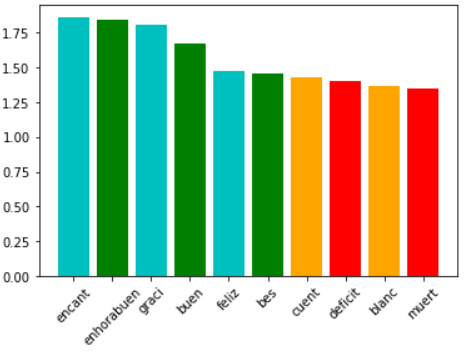 1.75
1.50
1.25
1.00
0.75
0.50
0.25
0.00
encant
enhorabuen
graci
buen
feliz
bes
cuent
deficit
blanc
muert